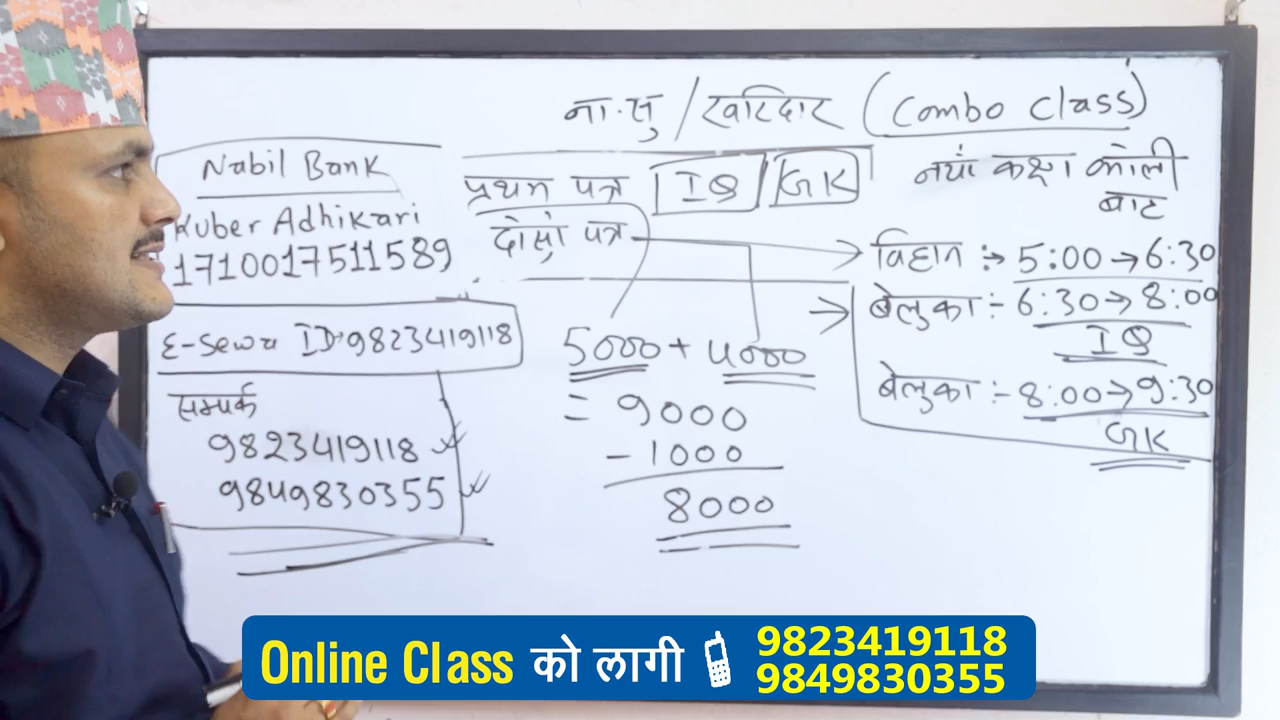 ना.सु/खरिदार (Combo Class)
Nabil Bank
Kuber Adhikari
1710017511589
E-Sewa ID:9823419118
सम्पर्क
9823419118
9849830355
प्रथम पत्र IQ/GK
दोस्रो पत्र
5000 + 4000
= 9000
- 1000
8000
नयाँ कक्षा भोली
बाट
विहान :→ 5:00→6:30
बेलुका :- 6:30→8:00
IQ
बेलुका :- 8:00→9:30
GK
Online Class को लागी 9823419118
9849830355